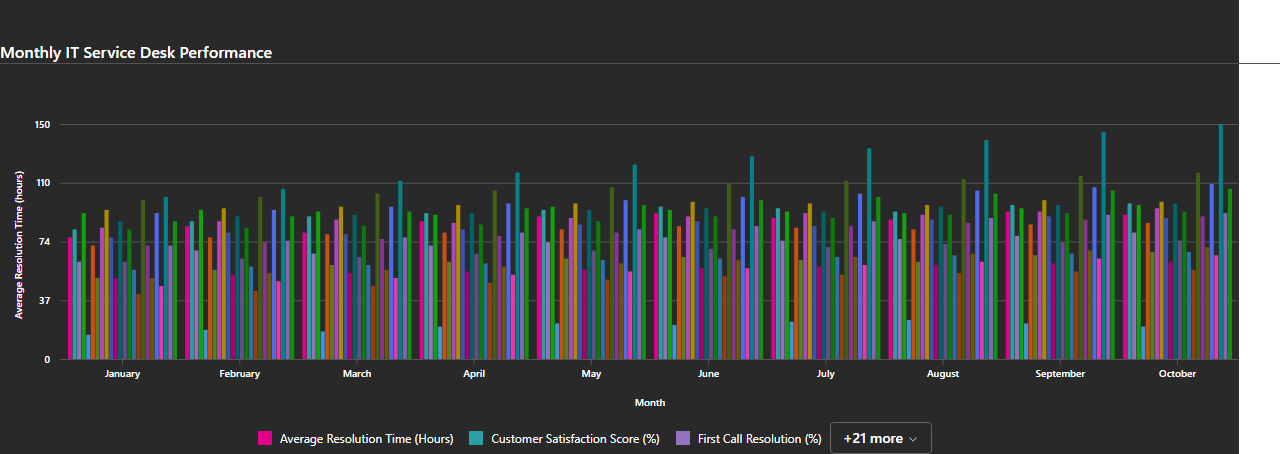 Monthly IT Service Desk Performance
150
110
74
37
0
Average Resolution Time (hours)
January February March April May June July August September October
Month
Average Resolution Time (Hours) Customer Satisfaction Score (%) First Call Resolution (%) +21 more